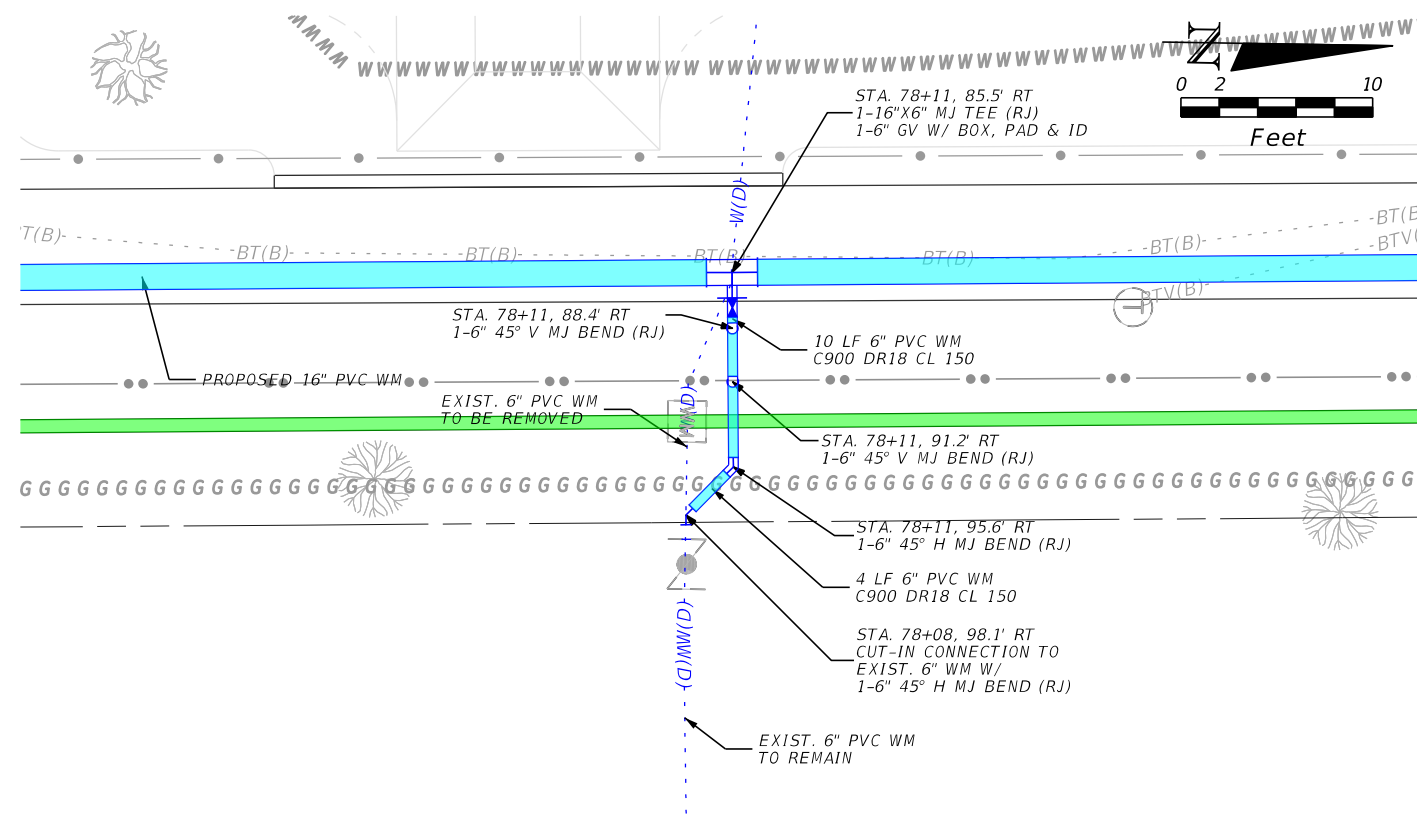 WWWWWWWWWWWWWWWWWWWWWWWWWWWWWWWWWWWWWWWWWWWWWWWWWWWWWWWWWWWWWW
N
0 2 10
Feet
STA. 78+11, 85.5' RT
1-16"X6" MJ TEE (RJ)
1-6" GV W/ BOX, PAD & ID
W(D)
T(B)
BT(B)
BT(B)
BT(B)
BT(B)
BT(B)
BT(B
BTV(
BTV(B)
T
STA. 78+11, 88.4' RT
1-6" 45° V MJ BEND (RJ)
10 LF 6" PVC WM
C900 DR18 CL 150
PROPOSED 16" PVC WM
EXIST. 6" PVC WM
TO BE REMOVED
(D)
STA. 78+11, 91.2' RT
1-6" 45° V MJ BEND (RJ)
GGGGGGGGGGGGGGGGGGGGGGGGGGGGGGGGGGGGGGGGGGGGGGGGGGGGGGGGGGGGGGGGGGGGGGGG
STA. 78+11, 95.6' RT
1-6" 45° H MJ BEND (RJ)
4 LF 6" PVC WM
C900 DR18 CL 150
(D)WW(D)
STA. 78+08, 98.1' RT
CUT-IN CONNECTION TO
EXIST. 6" WM W/
1-6" 45° H MJ BEND (RJ)
EXIST. 6" PVC WM
TO REMAIN